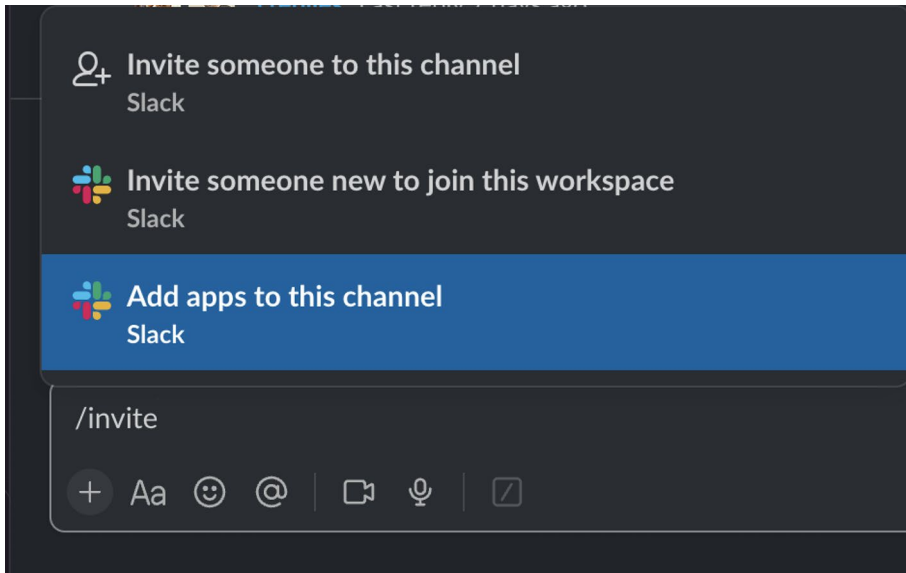 Invite someone to this channel
Slack
Invite someone new to join this workspace
Slack
Add apps to this channel
Slack
/invite
Aa